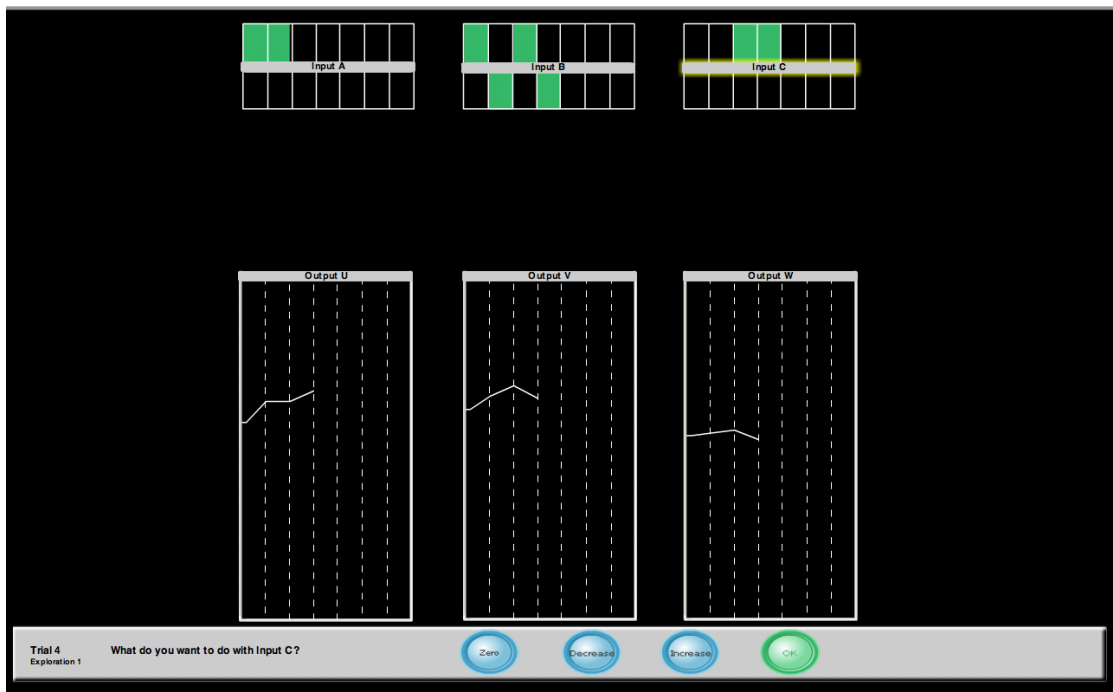 Input A
Input B
Input C
Output U
Output V
Output W
Trial 4
Exploration 1
What do you want to do with Input C?
Zero
Decrease
Increase
OK